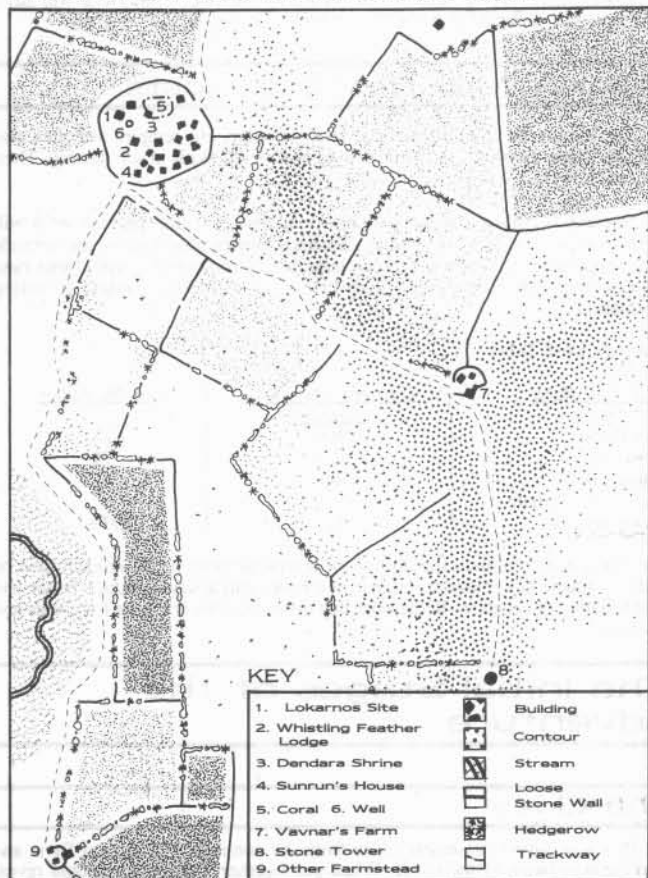 1
5
6
3
2
4
7
8
9
KEY
1. Lokarnos Site
2. Whistling Feather
Lodge
3. Dendara Shrine
4. Sunrun's House
5. Coral 6. Well
7. Vavnar's Farm
8. Stone Tower
9. Other Farmstead
Building
Contour
Stream
Loose
Stone Wall
Hedgerow
Trackway